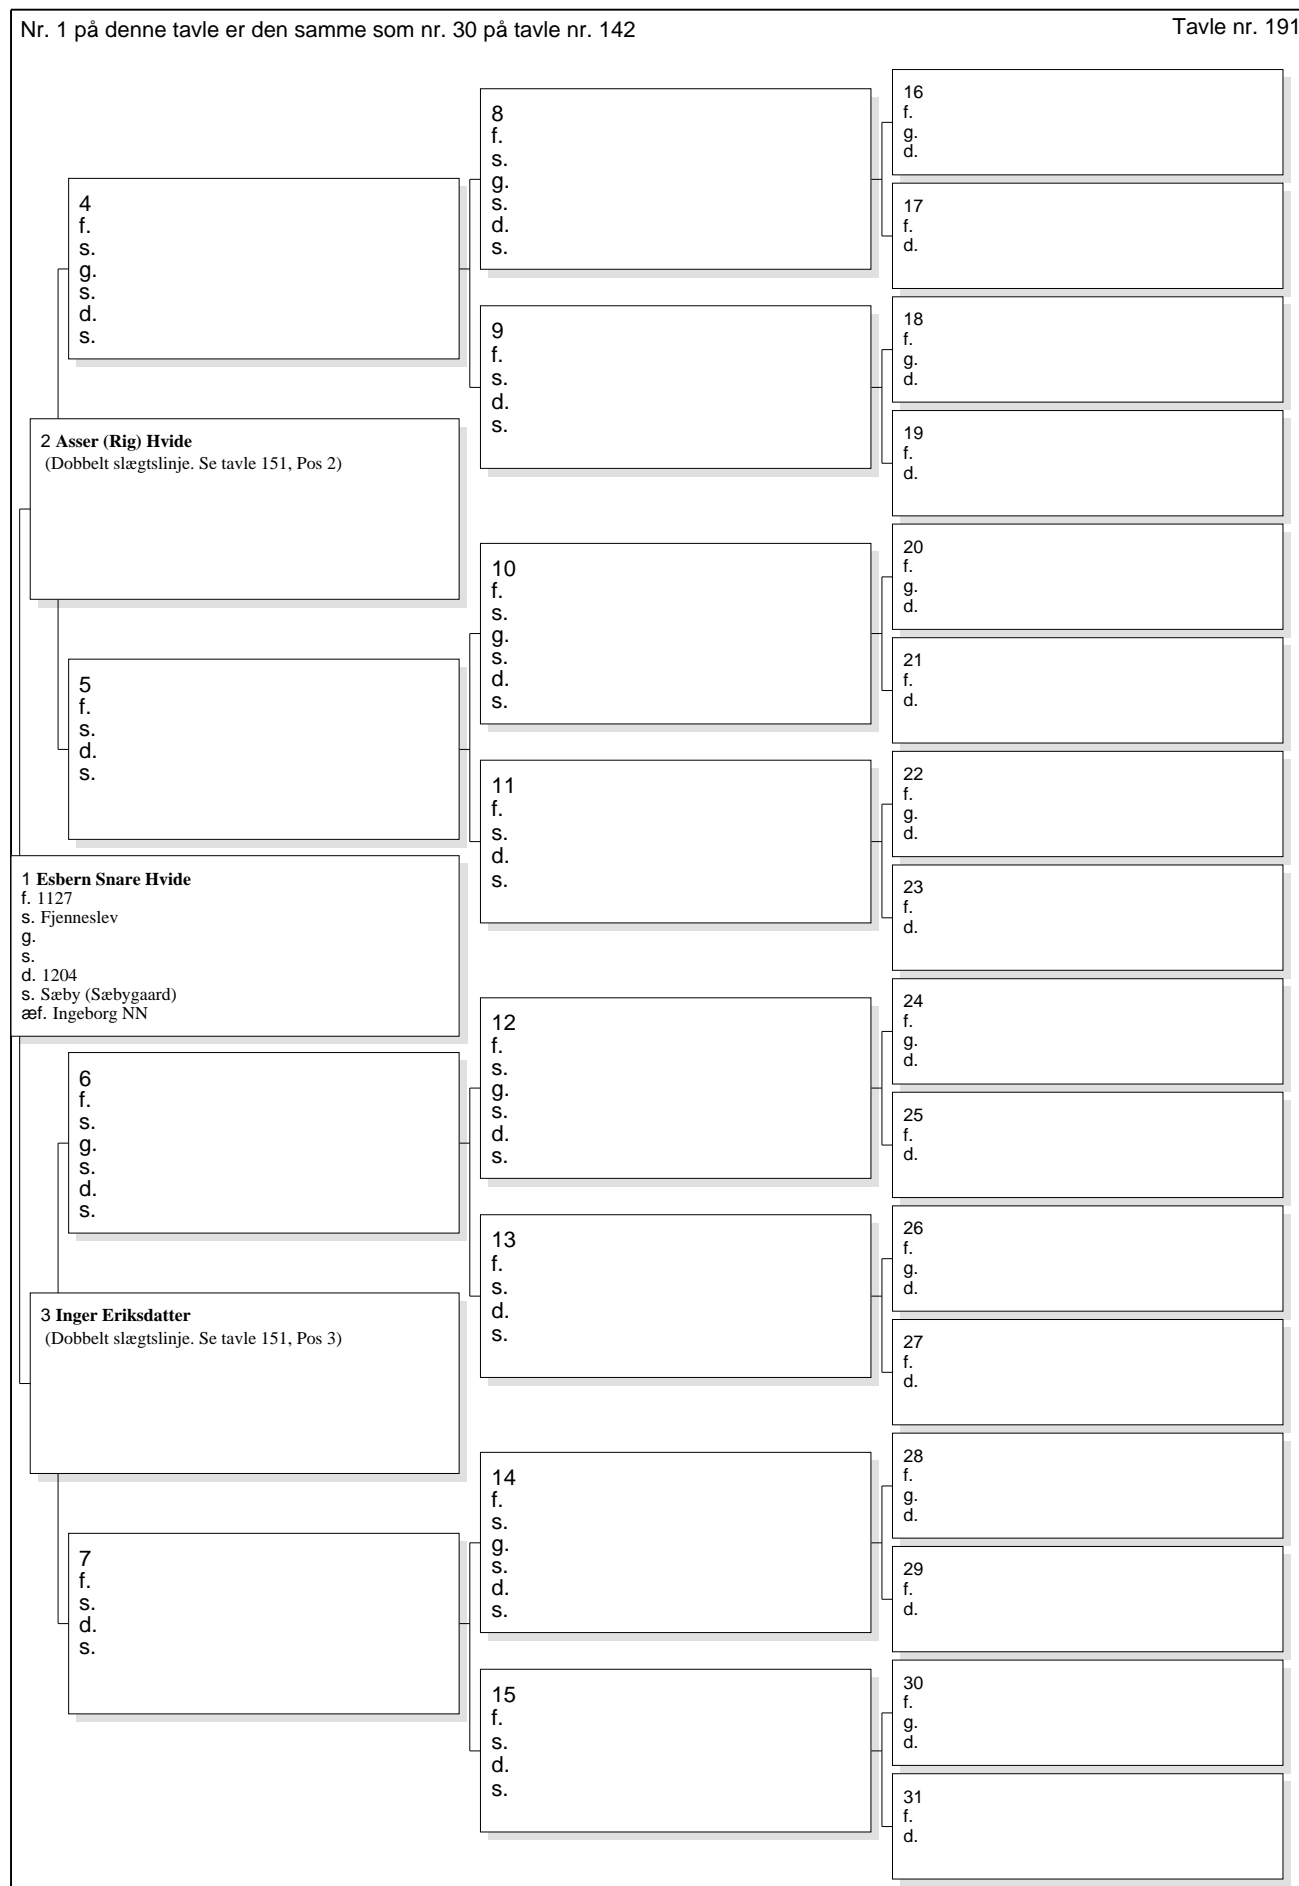 Nr. 1 på denne tavle er den samme som nr. 30 på tavle nr. 142
Tavle nr. 191
1 Esbern Snare Hvide
f. 1127
s. Fjenneslev
g.
s.
d. 1204
s. Sæby (Sæbygaard)
æf. Ingeborg NN
2 Asser (Rig) Hvide
(Dobbelt slægtslinje. Se tavle 151, Pos 2)
3 Inger Eriksdatter
(Dobbelt slægtslinje. Se tavle 151, Pos 3)
4
f.
s.
g.
s.
d.
s.
5
f.
s.
d.
s.
6
f.
s.
g.
s.
d.
s.
7
f.
s.
d.
s.
8
f.
s.
g.
s.
d.
s.
9
f.
s.
d.
s.
10
f.
s.
g.
s.
d.
s.
11
f.
s.
d.
s.
12
f.
s.
g.
s.
d.
s.
13
f.
s.
d.
s.
14
f.
s.
g.
s.
d.
s.
15
f.
s.
d.
s.
16
f.
g.
d.
17
f.
d.
18
f.
g.
d.
19
f.
d.
20
f.
g.
d.
21
f.
d.
22
f.
g.
d.
23
f.
d.
24
f.
g.
d.
25
f.
d.
26
f.
g.
d.
27
f.
d.
28
f.
g.
d.
29
f.
d.
30
f.
g.
d.
31
f.
d.